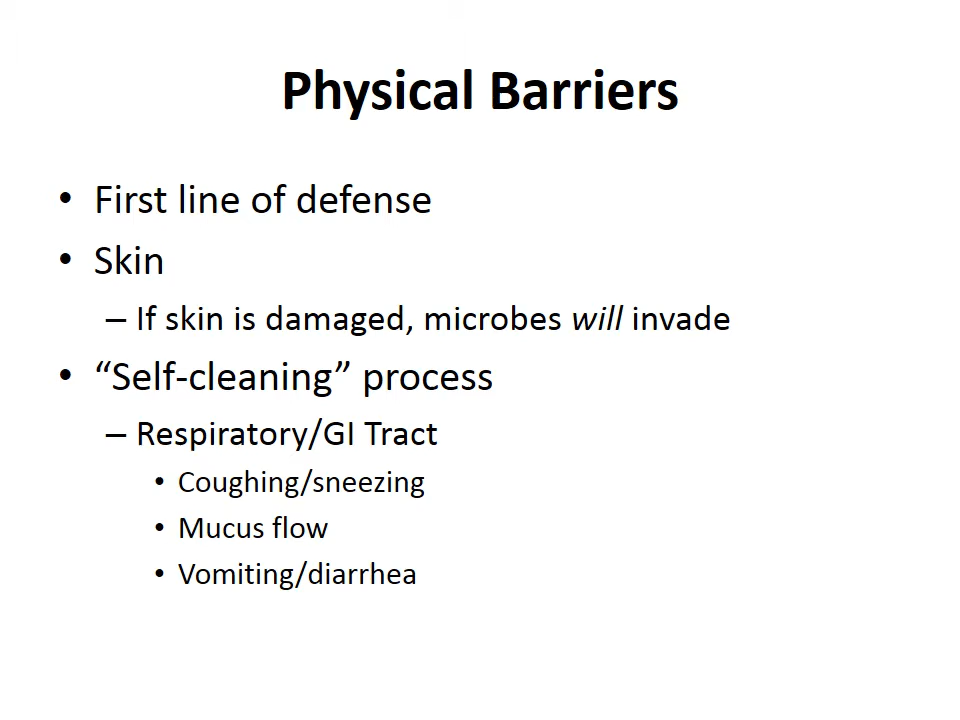 Physical Barriers
• First line of defense
• Skin
– If skin is damaged, microbes will invade
• “Self-cleaning” process
– Respiratory/GI Tract
• Coughing/sneezing
• Mucus flow
• Vomiting/diarrhea